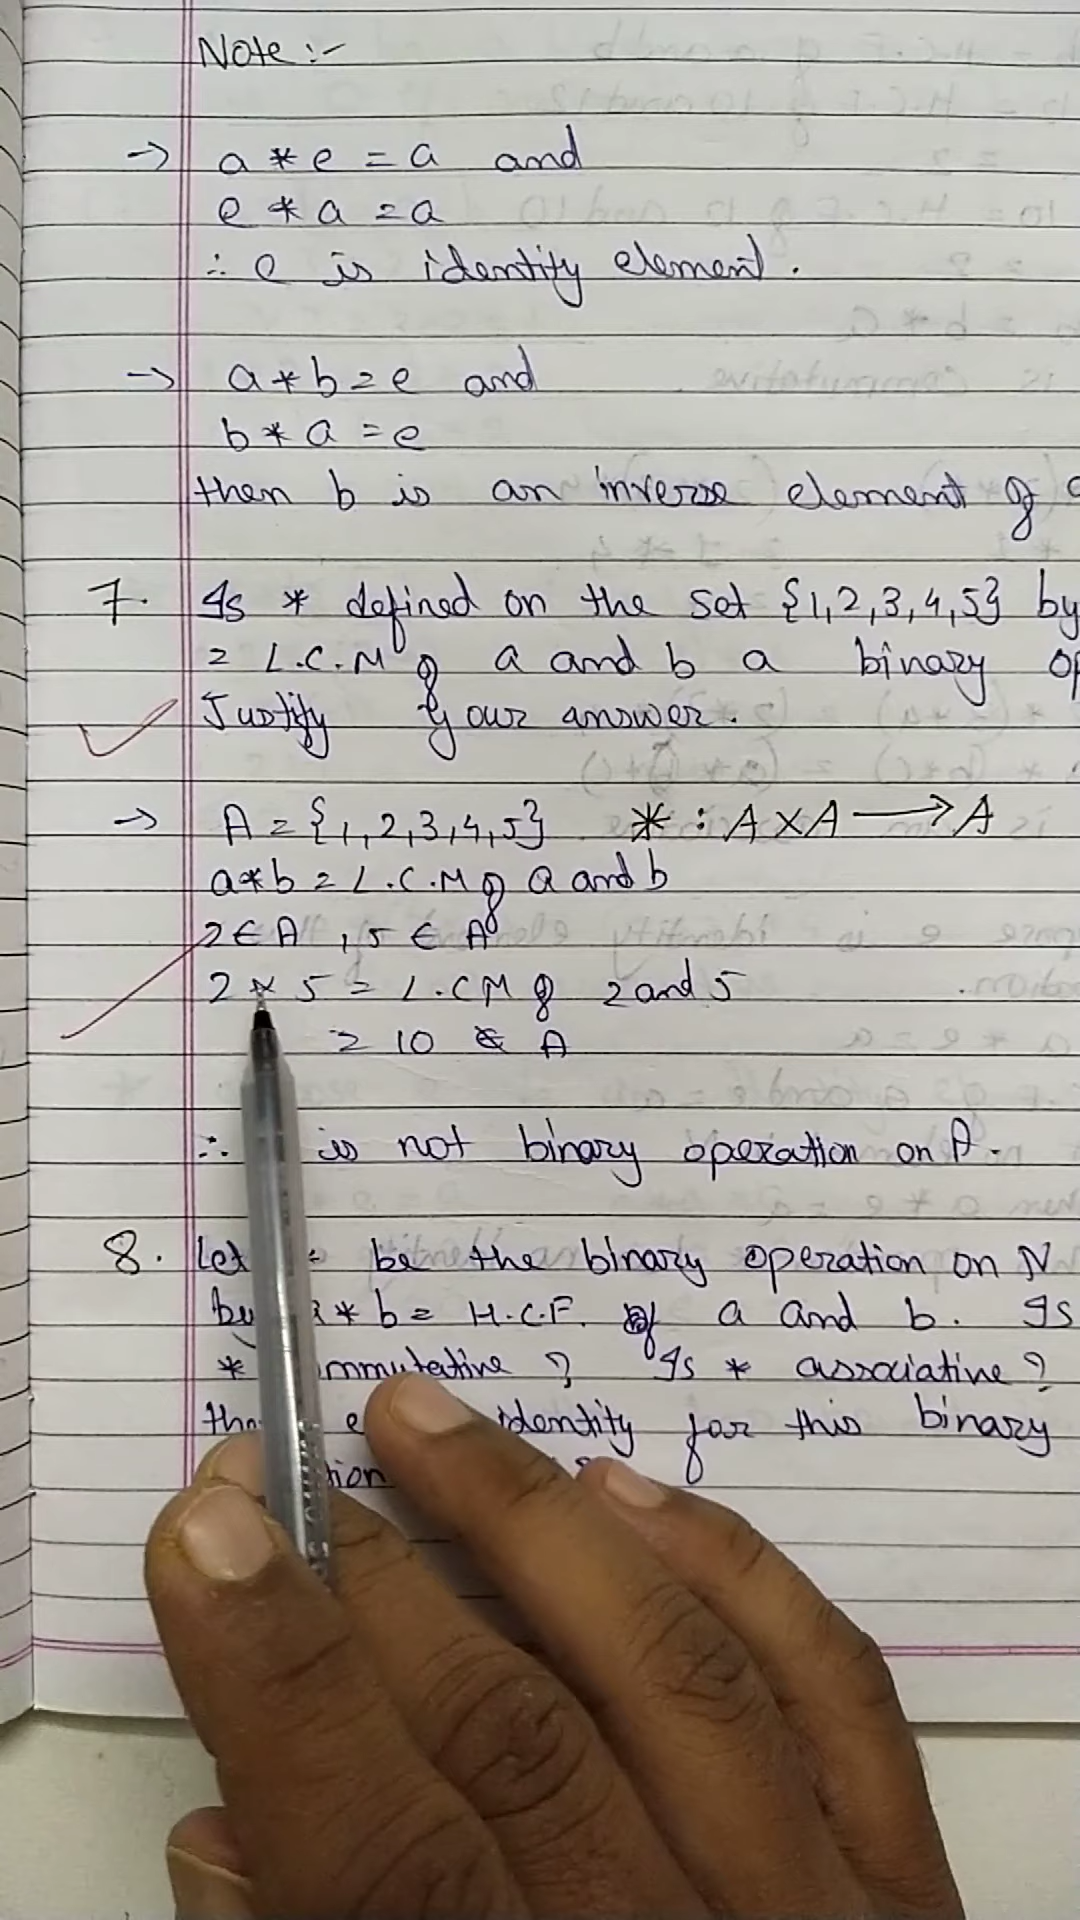 Note :-
→ a * e = a and
e * a = a
∴ e is identity element.
→ a * b = e and
b * a = e
then b is an inverse element of
7. Is * defined on the set {1,2,3,4,5} by
= L.C.M of a and b a binary op
Justify your answer.
→ A = {1,2,3,4,5} * : A X A → A
a * b = L.C.M of a and b
2 ∈ A , 5 ∈ A
2 * 5 = L.CM of 2 and 5
= 10 ∉ A
∴ is not binary operation on A.
8. Let be the binary operation on N
by * b = H.C.F. of a and b. Is
* mmutative ? Is * associative ?
identity for this binary